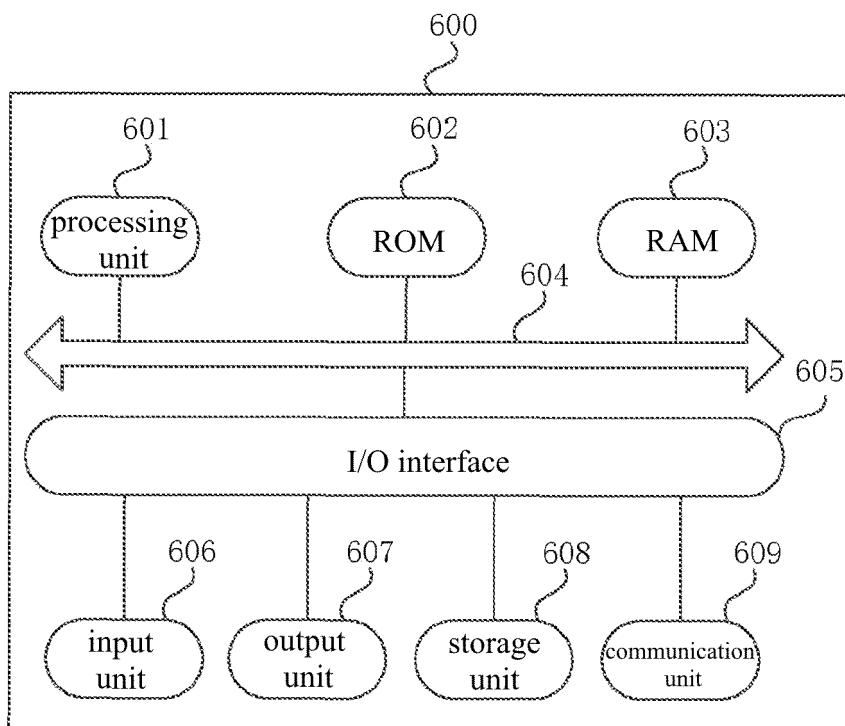 600
601
602
603
processing
unit
ROM
RAM
604
605
I/O interface
606
607
608
609
input
unit
output
unit
storage
unit
communication
unit